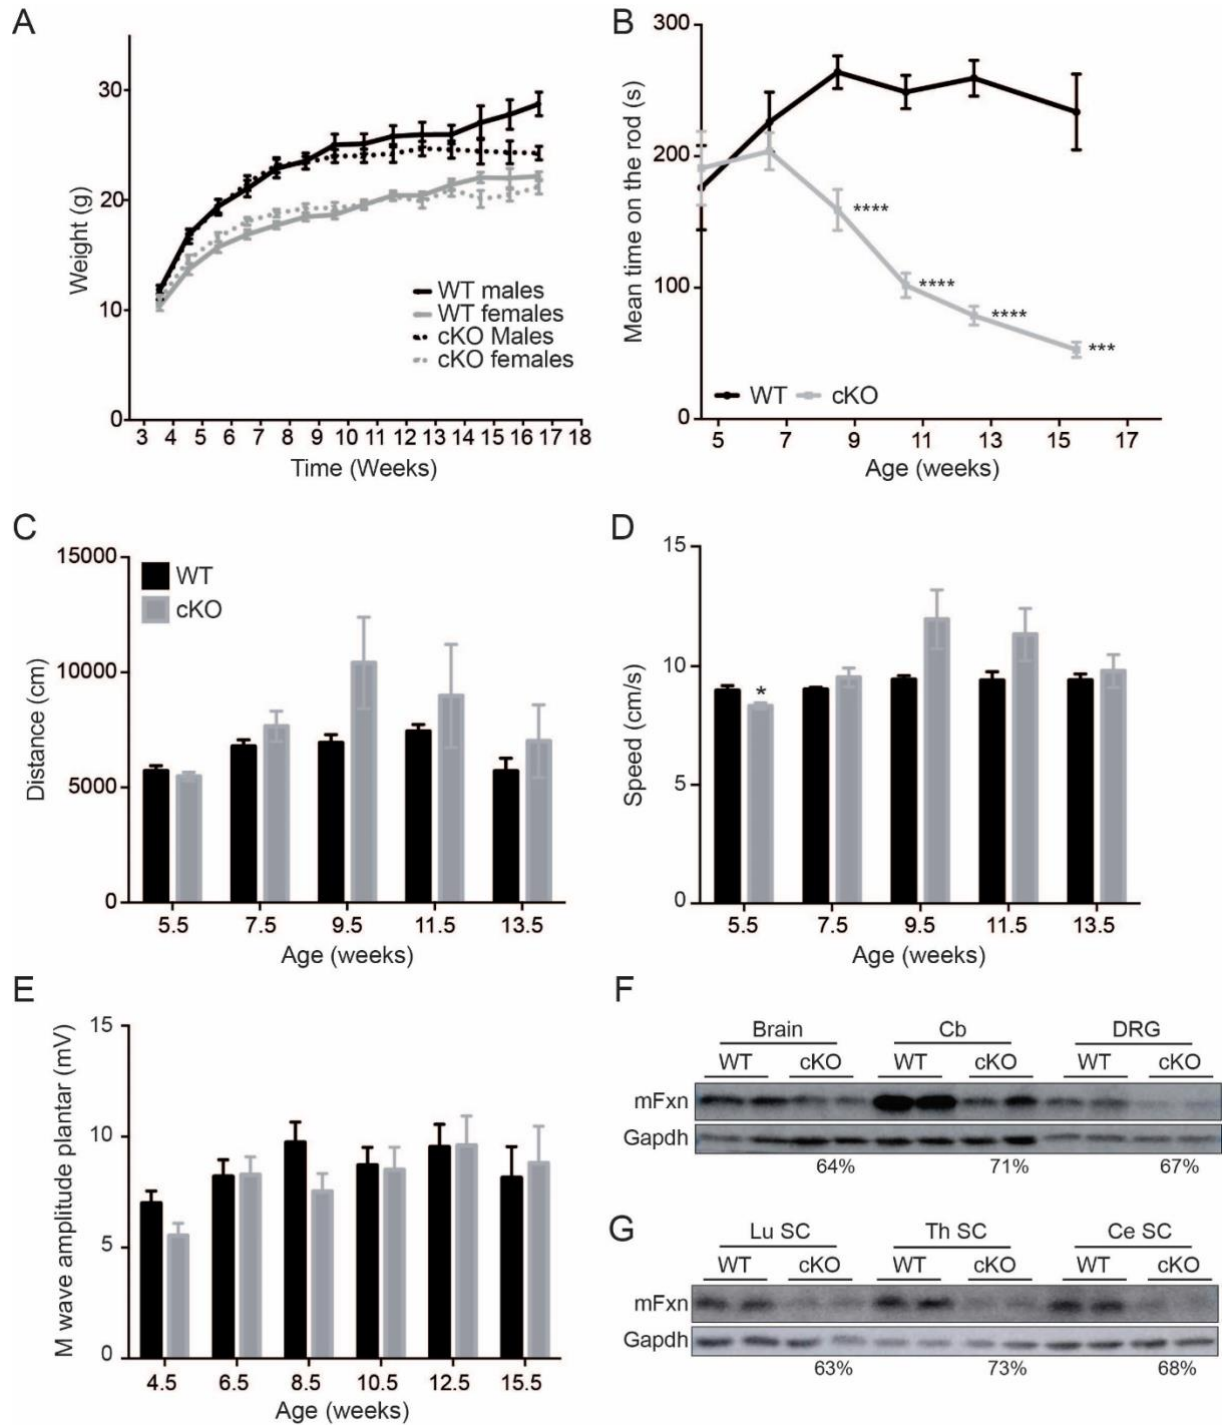 A
Weight (g)
30
20
10
0
WT males
WT females
cKO Males
cKO females
3 4 5 6 7 8 9 10 11 12 13 14 15 16 17 18
Time (Weeks)
B
Mean time on the rod (s)
300
200
100
0
****
****
****
***
WT cKO
5 7 9 11 13 15 17
Age (weeks)
C
Distance (cm)
15000
10000
5000
0
WT
cKO
5.5 7.5 9.5 11.5 13.5
Age (weeks)
D
Speed (cm/s)
15
10
5
0
*
5.5 7.5 9.5 11.5 13.5
Age (weeks)
E
M wave amplitude plantar (mV)
15
10
5
0
4.5 6.5 8.5 10.5 12.5 15.5
Age (weeks)
F
Brain Cb DRG
WT cKO WT cKO WT cKO
mFxn
Gapdh
64% 71% 67%
G
Lu SC Th SC Ce SC
WT cKO WT cKO WT cKO
mFxn
Gapdh
63% 73% 68%